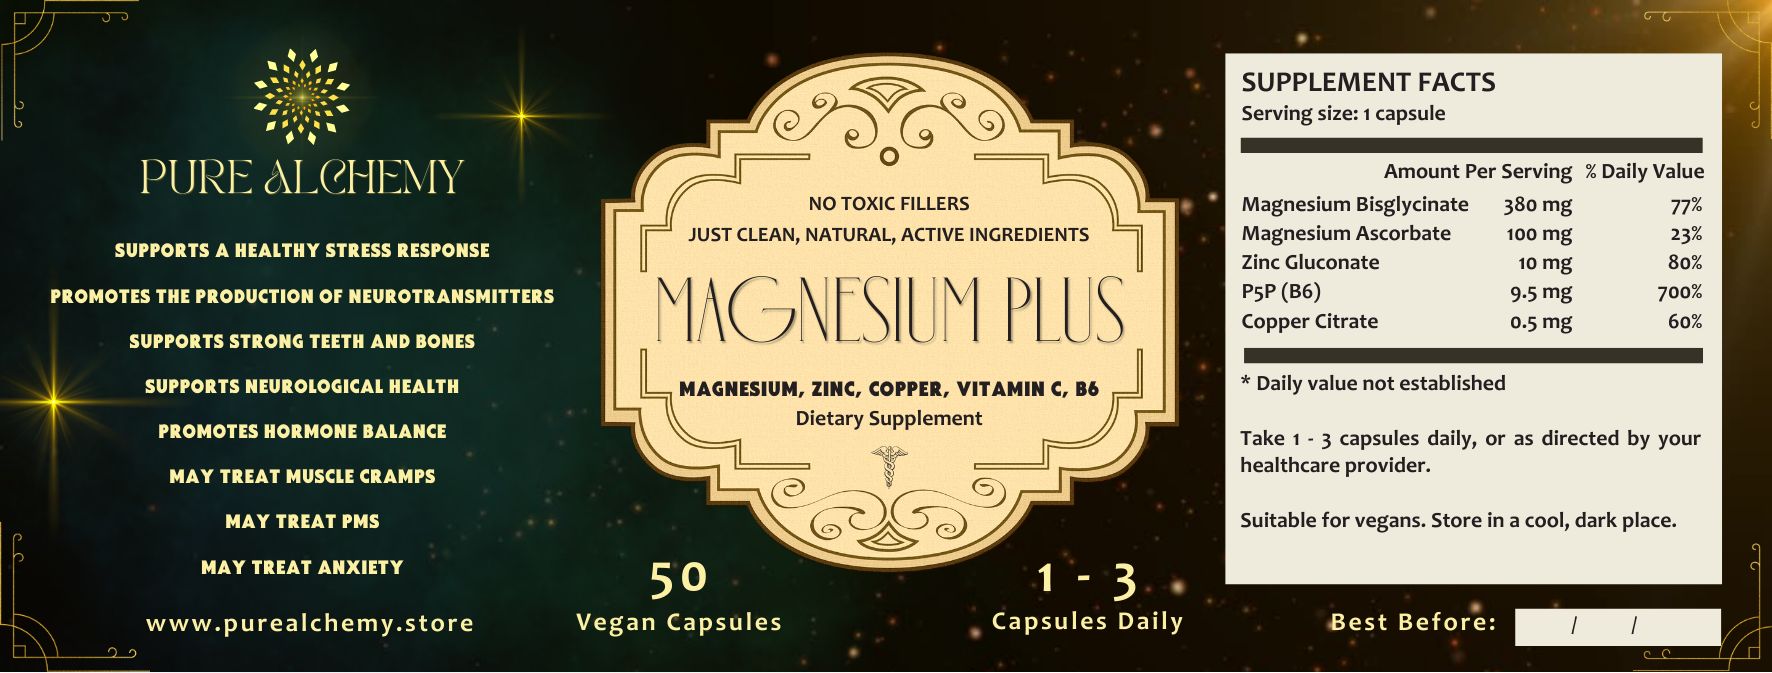 PURE ALCHEMY
SUPPORTS A HEALTHY STRESS RESPONSE
PROMOTES THE PRODUCTION OF NEUROTRANSMITTERS
SUPPORTS STRONG TEETH AND BONES
SUPPORTS NEUROLOGICAL HEALTH
PROMOTES HORMONE BALANCE
MAY TREAT MUSCLE CRAMPS
MAY TREAT PMS
MAY TREAT ANXIETY
www.purealchemy.store
NO TOXIC FILLERS
JUST CLEAN, NATURAL, ACTIVE INGREDIENTS
MAGNESIUM PLUS
MAGNESIUM, ZINC, COPPER, VITAMIN C, B6
Dietary Supplement
50
Vegan Capsules
1 - 3
Capsules Daily
SUPPLEMENT FACTS
Serving size: 1 capsule
Amount Per Serving % Daily Value
Magnesium Bisglycinate 380 mg 77%
Magnesium Ascorbate 100 mg 23%
Zinc Gluconate 10 mg 80%
P5P (B6) 9.5 mg 700%
Copper Citrate 0.5 mg 60%
* Daily value not established
Take 1 - 3 capsules daily, or as directed by your
healthcare provider.
Suitable for vegans. Store in a cool, dark place.
Best Before: / /